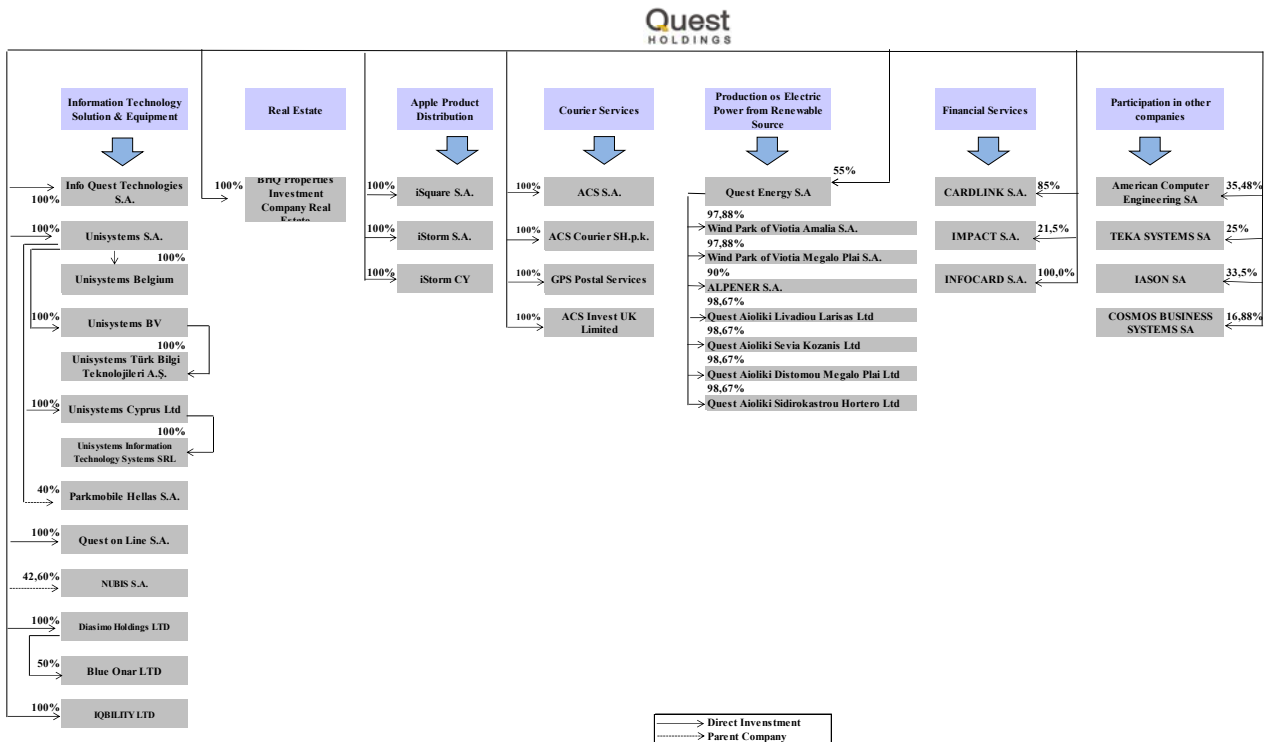 Quest
HOLDINGS
Information Technology
Solution & Equipment
Real Estate
Apple Product
Distribution
Courier Services
Production os Electric
Power from Renewable
Source
Financial Services
Participation in other
companies
Info Quest Technologies
S.A.
100%
Unisystems S.A.
100%
100%
Unisystems Belgium
100%
Unisystems BV
100%
Unisystems Türk Bilgi
Teknolojileri A.Ş.
100%
Unisystems Cyprus Ltd
100%
Unisystems Information
Technology Systems SRL
40%
Parkmobile Hellas S.A.
100%
Quest on Line S.A.
42,60%
NUBIS S.A.
100%
Diasimo Holdings LTD
50%
Blue Onar LTD
100%
IQBILITY LTD
100%
BriQ Properties
Investment
Company Real
Estate
100%
iSquare S.A.
100%
iStorm S.A.
100%
iStorm CY
100%
ACS S.A.
100%
ACS Courier SH.p.k.
100%
GPS Postal Services
100%
ACS Invest UK
Limited
55%
Quest Energy S.A
97,88%
Wind Park of Viotia Amalia S.A.
97,88%
Wind Park of Viotia Megalo Plai S.A.
90%
ALPENER S.A.
98,67%
Quest Aioliki Livadiou Larisas Ltd
98,67%
Quest Aioliki Sevia Kozanis Ltd
98,67%
Quest Aioliki Distomou Megalo Plai Ltd
98,67%
Quest Aioliki Sidirokastrou Hortero Ltd
CARDLINK S.A.
85%
IMPACT S.A.
21,5%
INFOCARD S.A.
100,0%
American Computer
Engineering SA
35,48%
TEKA SYSTEMS SA
25%
IASON SA
33,5%
COSMOS BUSINESS
SYSTEMS SA
16,88%
Direct Invenstment
Parent Company